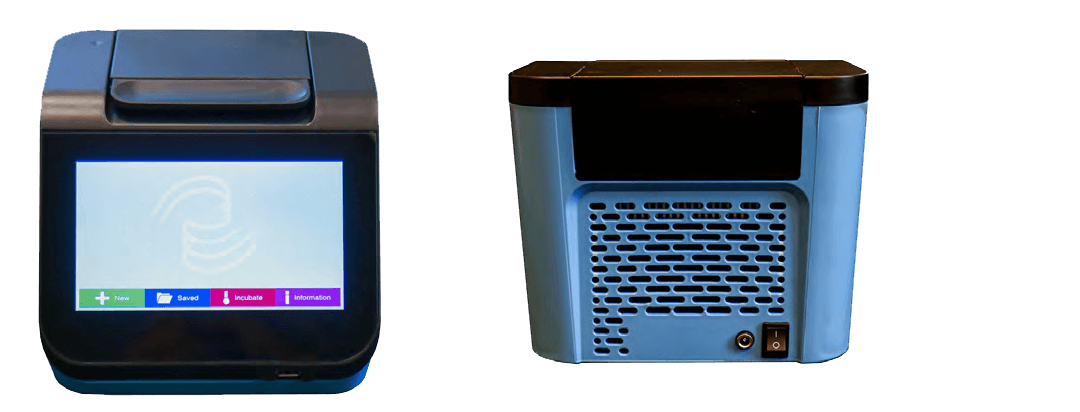 New
Saved
Incubate
Information